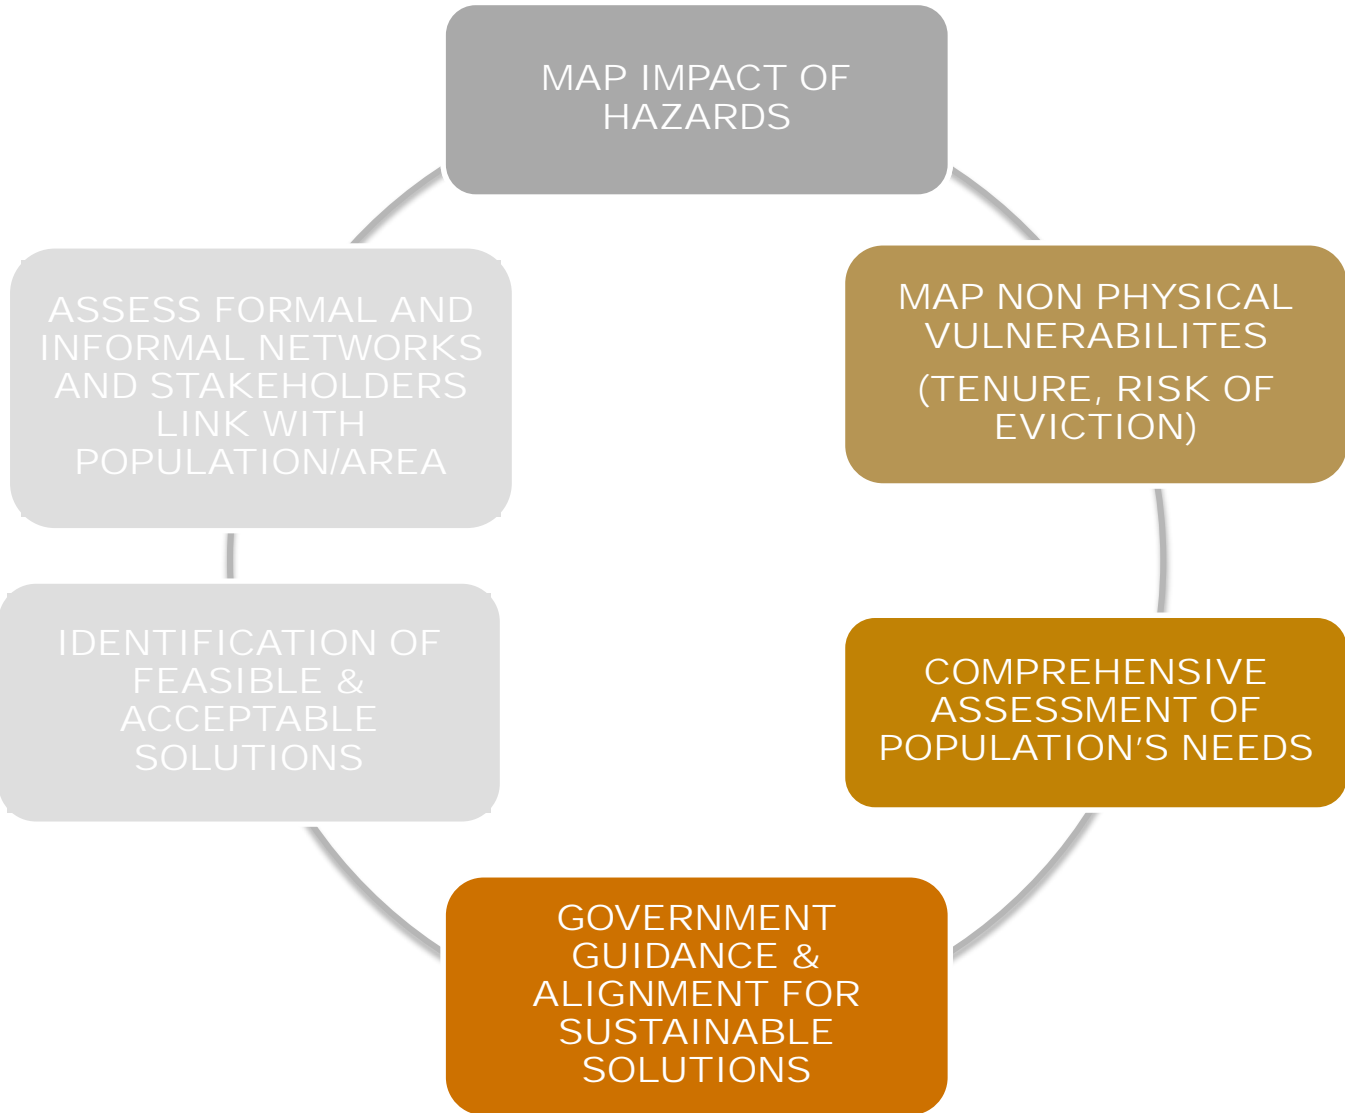 MAP IMPACT OF
HAZARDS
MAP NON PHYSICAL
VULNERABILITES
(TENURE, RISK OF
EVICTION)
COMPREHENSIVE
ASSESSMENT OF
POPULATION’S NEEDS
GOVERNMENT
GUIDANCE &
ALIGNMENT FOR
SUSTAINABLE
SOLUTIONS
IDENTIFICATION OF
FEASIBLE &
ACCEPTABLE
SOLUTIONS
ASSESS FORMAL AND
INFORMAL NETWORKS
AND STAKEHOLDERS
LINK WITH
POPULATION/AREA